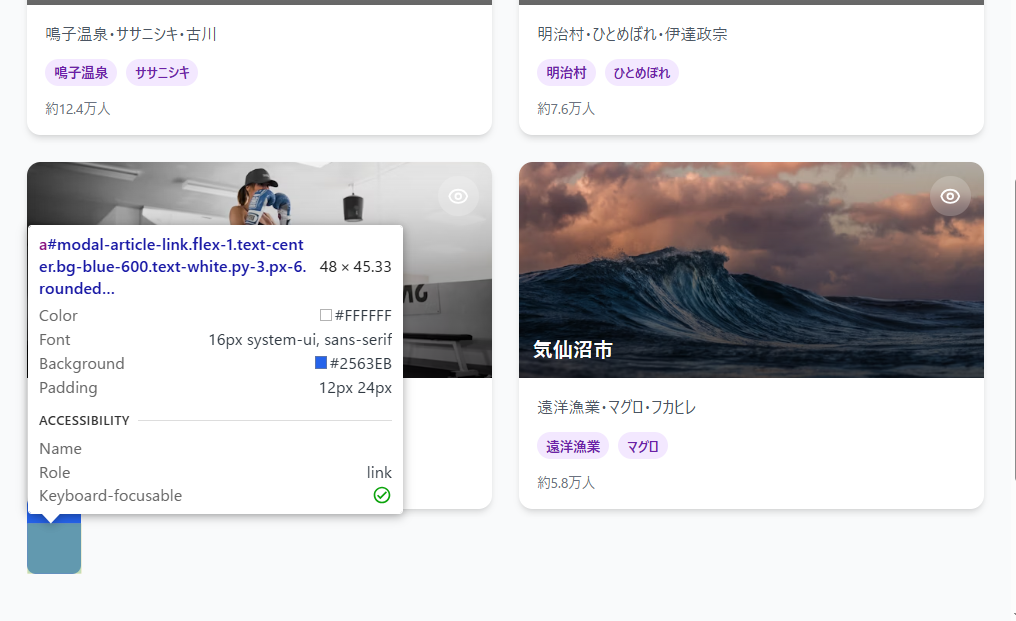 鳴子温泉・ササニシキ・古川
鳴子温泉 ササニシキ
約12.4万人
明治村・ひとめぼれ・伊達政宗
明治村 ひとめぼれ
約7.6万人
a#modal-article-link.flex-1.text-cent
er.bg-blue-600.text-white.py-3.px-6.
rounded...
48 × 45.33
Color #FFFFFF
Font 16px system-ui, sans-serif
Background #2563EB
Padding 12px 24px
ACCESSIBILITY
Name
Role link
Keyboard-focusable
気仙沼市
遠洋漁業・マグロ・フカヒレ
遠洋漁業 マグロ
約5.8万人